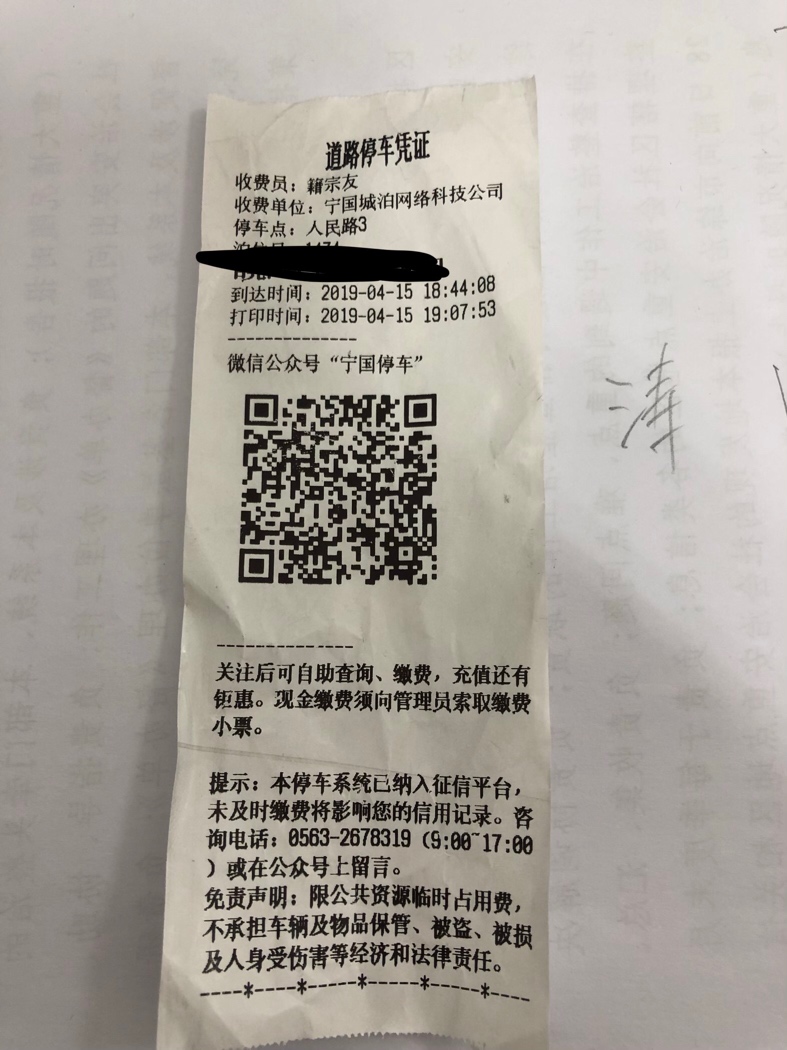 道路停车凭证
收费员：籍宗友
收费单位：宁国城泊网络科技公司
停车点：人民路3
到达时间：2019-04-15 18:44:08
打印时间：2019-04-15 19:07:53
--------------
微信公众号“宁国停车”
--------------
关注后可自助查询、缴费，充值还有
钜惠。现金缴费须向管理员索取缴费
小票。
提示：本停车系统已纳入征信平台，
未及时缴费将影响您的信用记录。咨
询电话：0563-2678319（9:00~17:00
）或在公众号上留言。
免责声明：限公共资源临时占用费，
不承担车辆及物品保管、被盗、被损
及人身受伤害等经济和法律责任。
----*----*-----*-----*-----*----